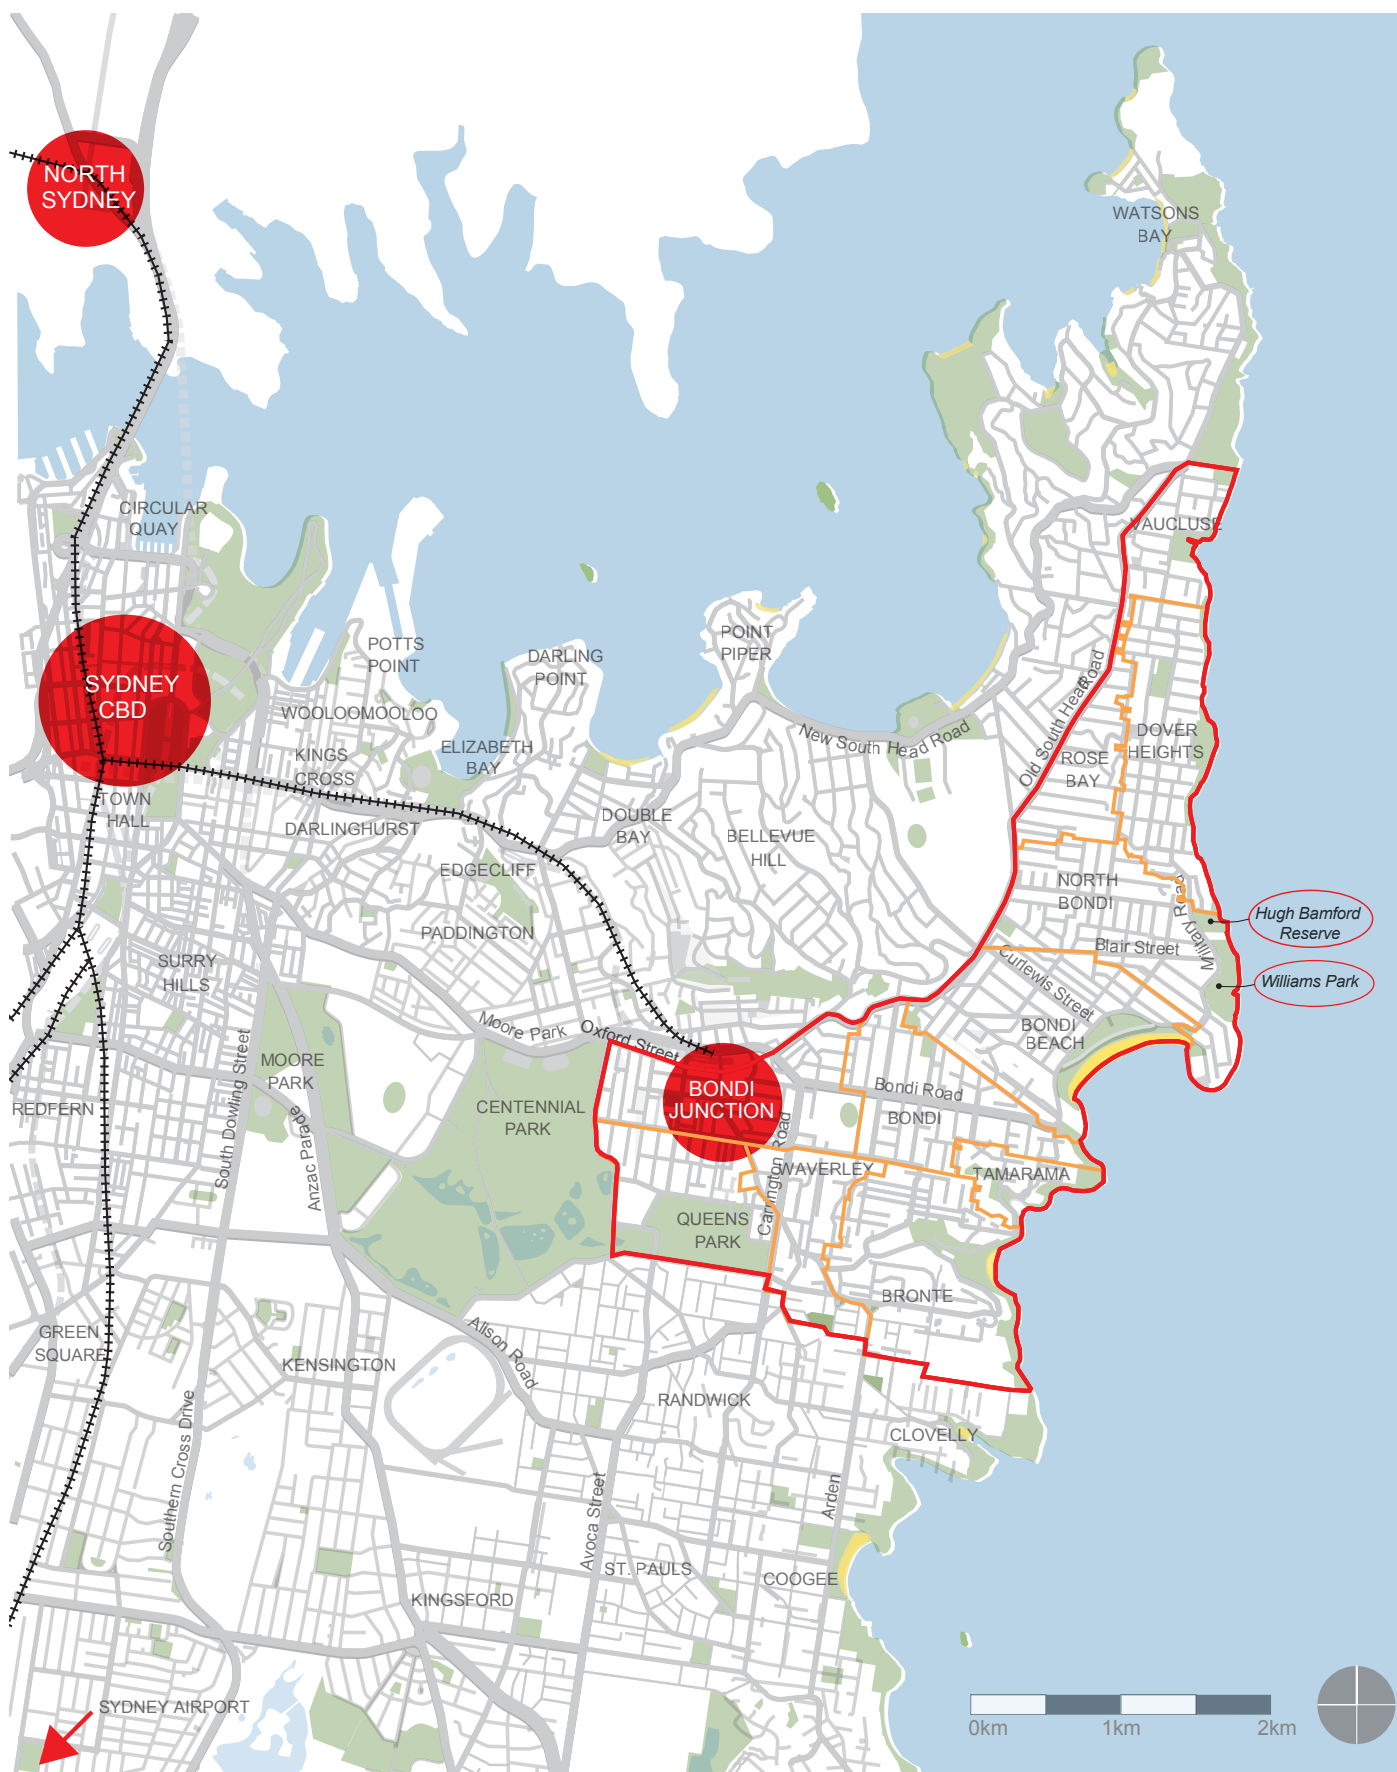 NORTH
SYDNEY
WATSONS
BAY
CIRCULAR
QUAY
VAUCLUSE
POTTS
POINT
DARLING
POINT
POINT
PIPER
SYDNEY
CBD
WOOLOOMOOLOO
KINGS
CROSS
ELIZABETH
BAY
New South Head Road
Old South Head Road
Road
ROSE
BAY
DOVER
HEIGHTS
TOWN
HALL
DARLINGHURST
DOUBLE
BAY
BELLEVUE
HILL
EDGECLIFF
NORTH
BONDI
Military Road
Military Road
Hugh Bamford
Reserve
PADDINGTON
Blair Street
Curlewis Street
Williams Park
SURRY
HILLS
Moore Park
Oxford Street
BONDI
BEACH
MOORE
PARK
South Dowling Street
Anzac Parade
REDFERN
CENTENNIAL
PARK
BONDI
JUNCTION
Bondi Road
BONDI
Carrington Road
WAVERLEY
TAMARAMA
QUEENS
PARK
BRONTE
GREEN
SQUARE
KENSINGTON
Alison Road
RANDWICK
CLOVELLY
Southern Cross Drive
Avoca Street
Arden
ST. PAULS
COOGEE
KINGSFORD
SYDNEY AIRPORT
0km
1km
2km